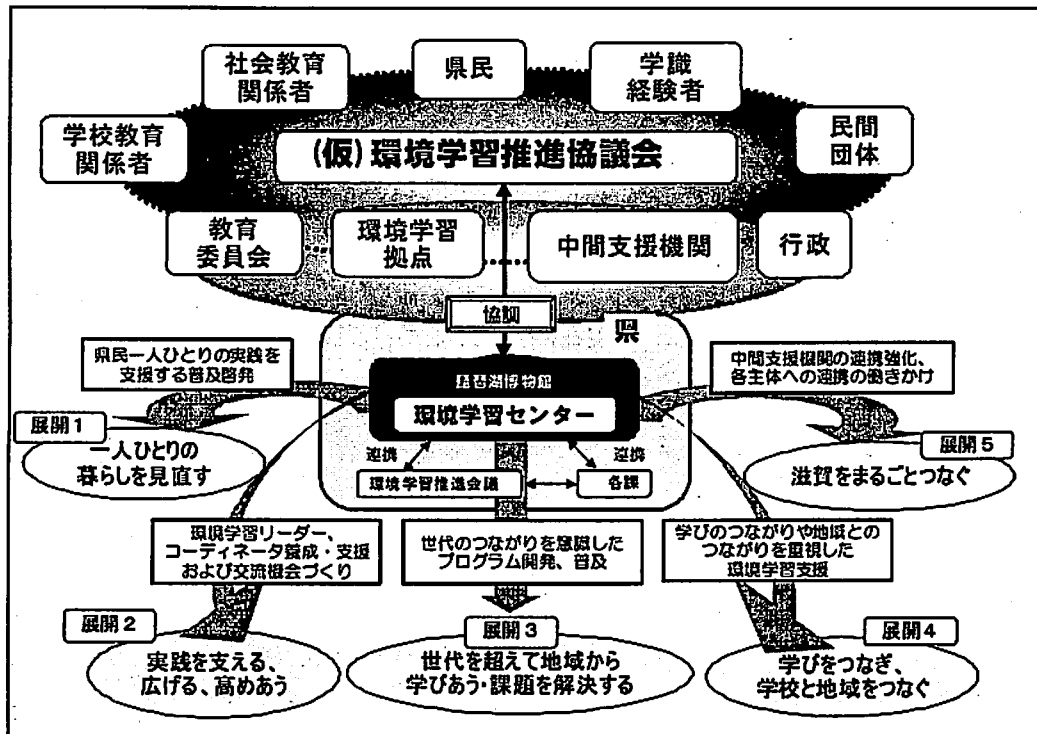 社会教育
関係者
県民
学識
経験者
学校教育
関係者
(仮)環境学習推進協議会
民間
団体
教育
委員会
環境学習
拠点
中間支援機関
行政
協調
県
県民一人ひとりの実践を
支援する普及啓発
琵琶湖博物館
環境学習センター
中間支援機関の連携強化、
各主体への連携の働きかけ
展開1
一人ひとりの
暮らしを見直す
連携
連携
環境学習推進会議
各課
展開5
滋賀をまるごとつなぐ
環境学習リーダー、
コーディネータ養成・支援
および交流機会づくり
世代のつながりを意識した
プログラム開発、普及
学びのつながりや地域との
つながりを重視した
環境学習支援
展開2
実践を支える、
広げる、高めあう
展開3
世代を超えて地域から
学びあう・課題を解決する
展開4
学びをつなぎ、
学校と地域をつなぐ